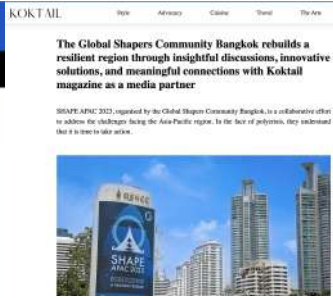 KOKTAIL
Style Advocacy Cuisine Travel The Arts
The Global Shapers Community Bangkok rebuilds a
resilient region through insightful discussions, innovative
solutions, and meaningful connections with Koktail
magazine as a media partner
SHAPE APAC 2023, organised by the Global Shapers Community Bangkok, is a collaborative effort
to address the challenges facing the Asia-Pacific region. In the face of polycrisis, they understand
that it is time to take action.
SHAPE
APAC 2023